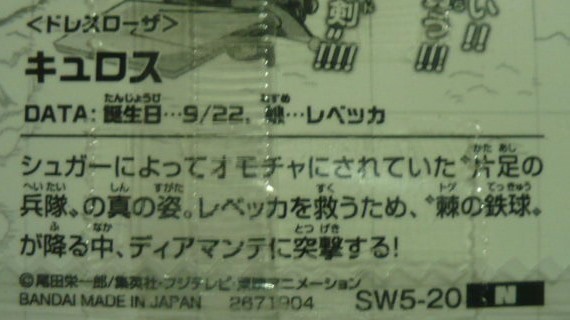 い!!
剣!!!!
<ドレスローザ>
キュロス
DATA: 誕生日…9/22, 娘…レベッカ
シュガーによってオモチャにされていた“片足の
兵隊„の真の姿。レベッカを救うため、“棘の鉄球„
が降る中、ディアマンテに突撃する!
©尾田栄一郎/集英社・フジテレビ・東映アニメーション
BANDAI MADE IN JAPAN 2671904 SW5-20 N